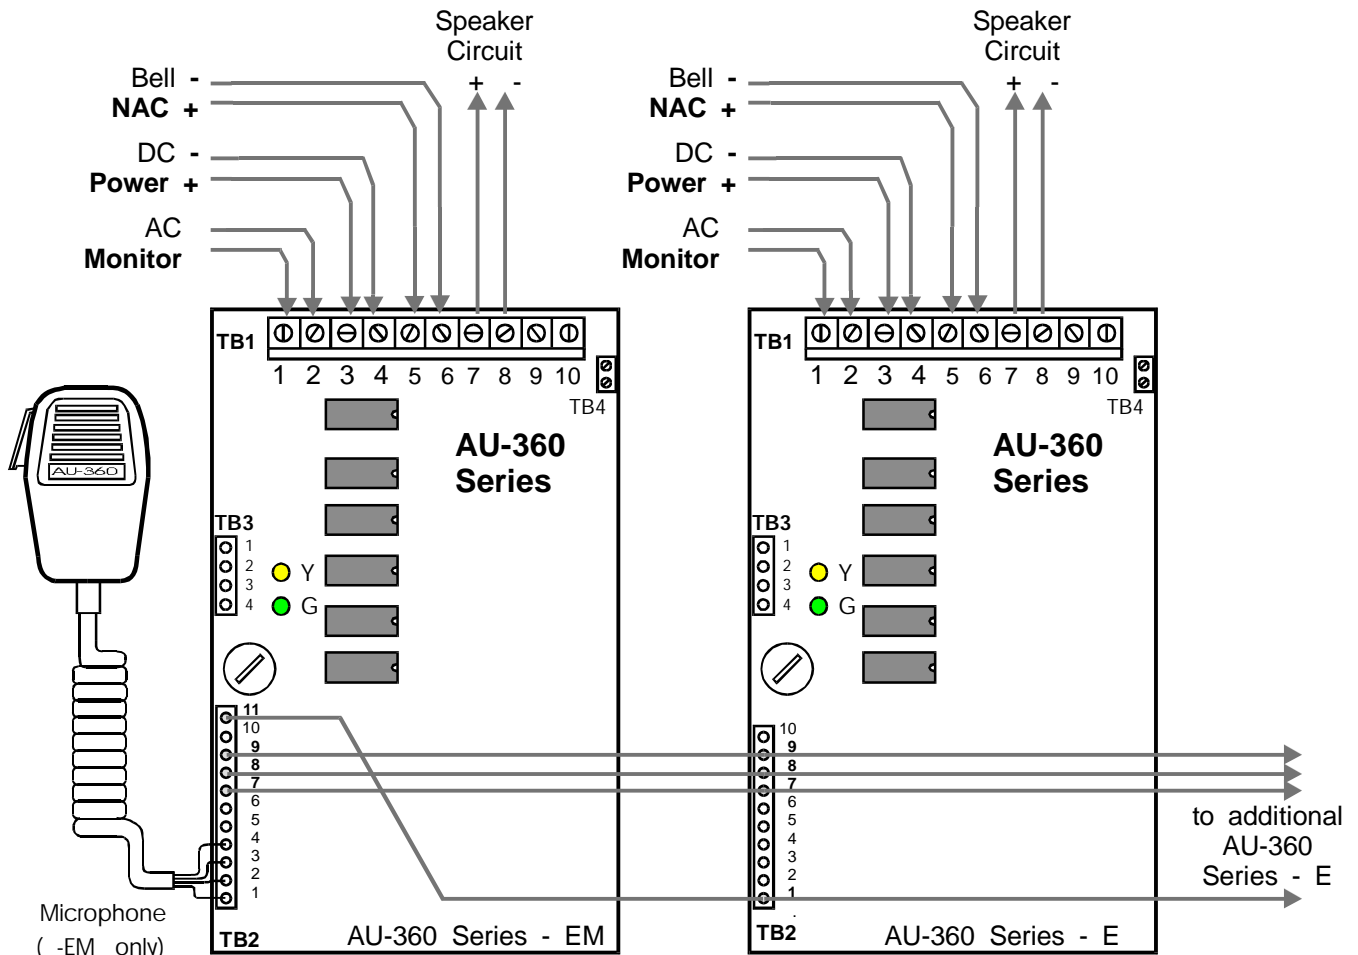 Speaker
Circuit
+ -
Bell -
NAC +
DC -
Power +
AC
Monitor
TB1
1 2 3 4 5 6 7 8 9 10
TB4
AU-360
Series
AU-360
TB3
1
2
3
4
Y
G
11
10
9
8
7
6
5
4
3
2
1
TB2
AU-360 Series - EM
Microphone
( -EM only)
Speaker
Circuit
+ -
Bell -
NAC +
DC -
Power +
AC
Monitor
TB1
1 2 3 4 5 6 7 8 9 10
TB4
AU-360
Series
TB3
1
2
3
4
Y
G
10
9
8
7
6
5
4
3
2
1
.
TB2
AU-360 Series - E
to additional
AU-360
Series - E